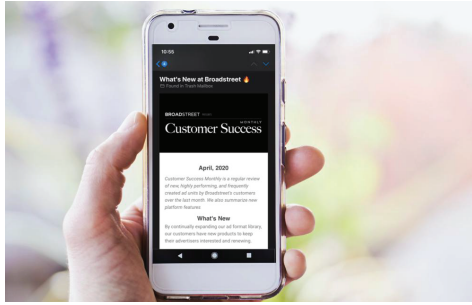 10:55
What's New at Broadstreet 🔥
Found in Trash Mailbox
BROADSTREET
MONTHLY
Customer Success
April, 2020
Customer Success Monthly is a regular review
of new, highly performing, and frequently
created ad units by Broadstreet's customers
over the last month. We also summarize new
platform features.
What's New
By continually expanding our ad format library,
our customers have new products to keep
their advertisers interested and renewing.